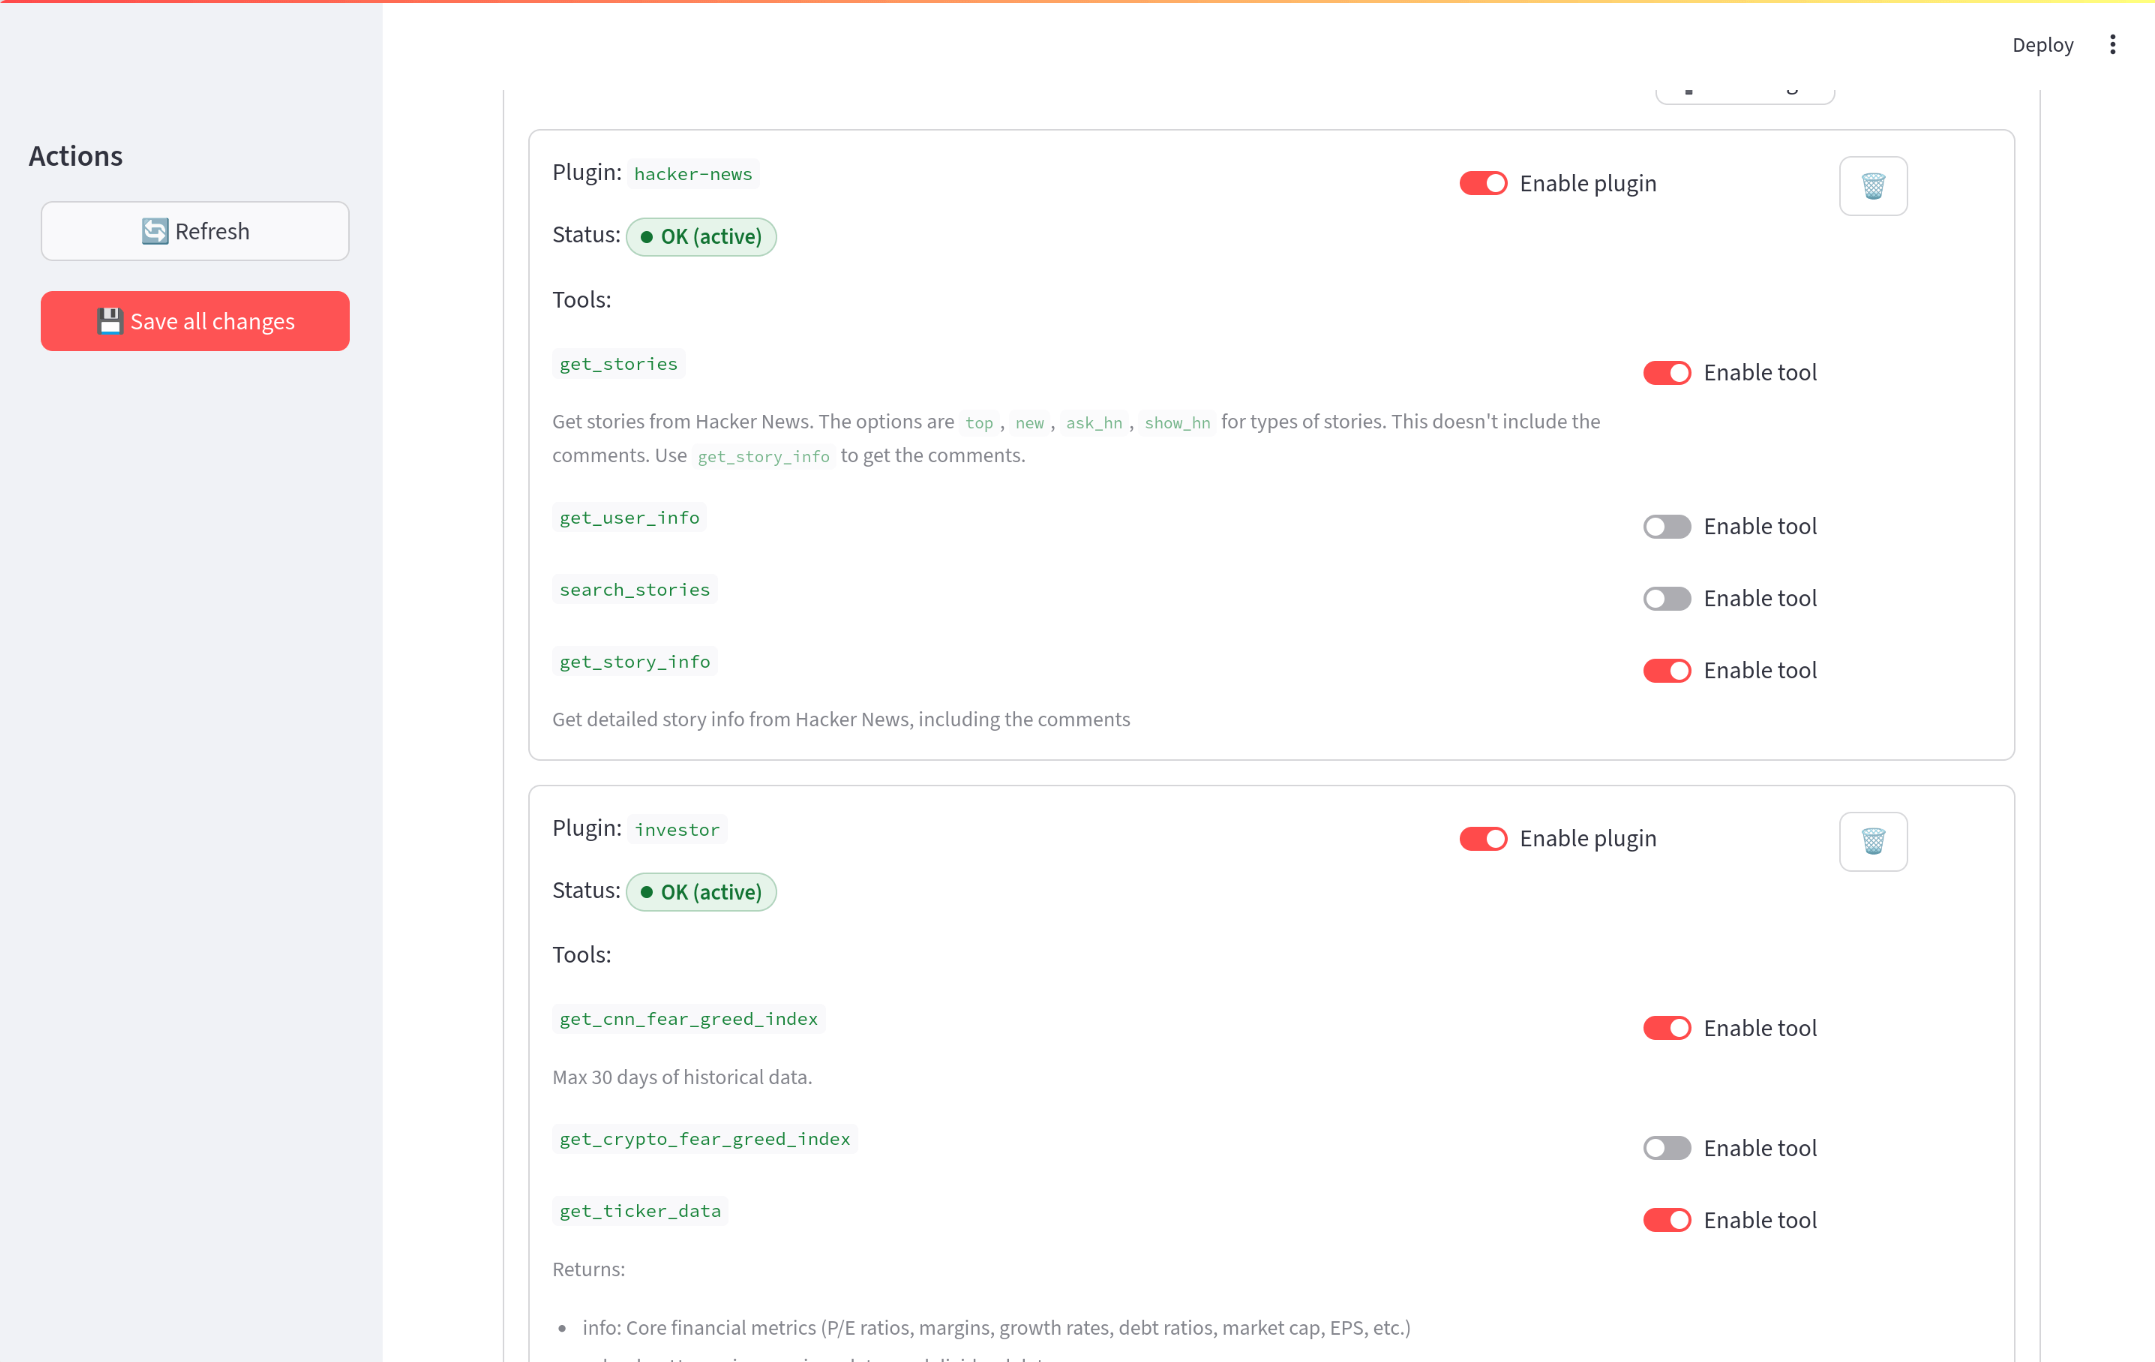 Deploy
Actions
Refresh
Save all changes
Plugin: hacker-news
Enable plugin
Status: OK (active)
Tools:
get_stories
Enable tool
Get stories from Hacker News. The options are top, new, ask_hn, show_hn for types of stories. This doesn't include the
comments. Use get_story_info to get the comments.
get_user_info
Enable tool
search_stories
Enable tool
get_story_info
Enable tool
Get detailed story info from Hacker News, including the comments
Plugin: investor
Enable plugin
Status: OK (active)
Tools:
get_cnn_fear_greed_index
Enable tool
Max 30 days of historical data.
get_crypto_fear_greed_index
Enable tool
get_ticker_data
Enable tool
Returns:
• info: Core financial metrics (P/E ratios, margins, growth rates, debt ratios, market cap, EPS, etc.)